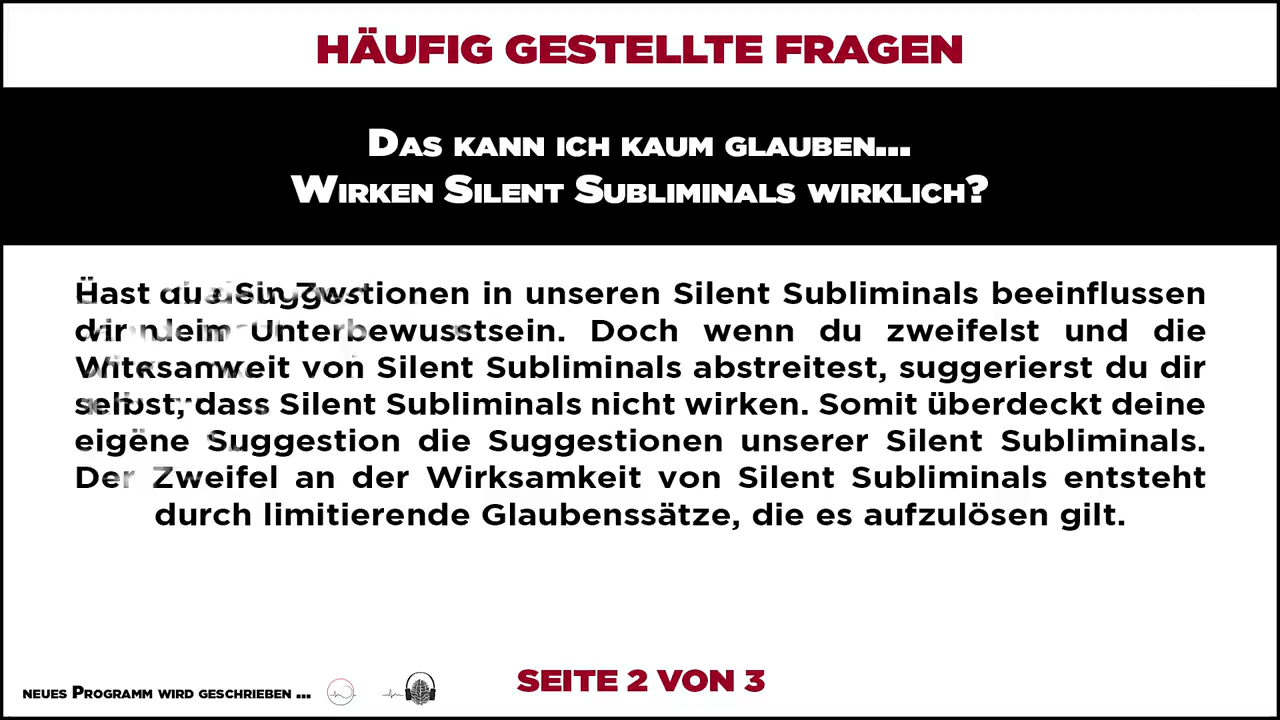 HÄUFIG GESTELLTE FRAGEN
DAS KANN ICH KAUM GLAUBEN...
WIRKEN SILENT SUBLIMINALS WIRKLICH?
in unseren Silent Subliminals beeinflussen
Unterbewusstsein. Doch wenn du zweifelst und die
von Silent Subliminals abstreitest, suggerierst du dir
dass Silent Subliminals nicht wirken. Somit überdeckt deine
Suggestion die Suggestionen unserer Silent Subliminals.
Der Zweifel an der Wirksamkeit von Silent Subliminals entsteht
durch limitierende Glaubenssätze, die es aufzulösen gilt.
NEUES PROGRAMM WIRD GESCHRIEBEN ...
SEITE 2 VON 3